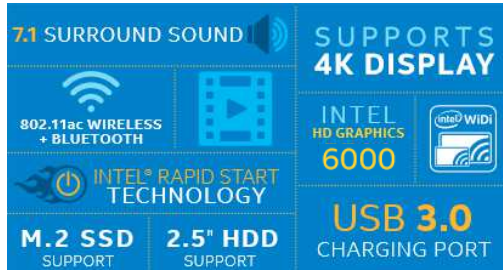 7.1 SURROUND SOUND
802.11ac WIRELESS
+ BLUETOOTH
INTEL® RAPID START
TECHNOLOGY
M.2 SSD
SUPPORT
2.5" HDD
SUPPORT
SUPPORTS
4K DISPLAY
INTEL
HD GRAPHICS
6000
intel WiDi
USB 3.0
CHARGING PORT